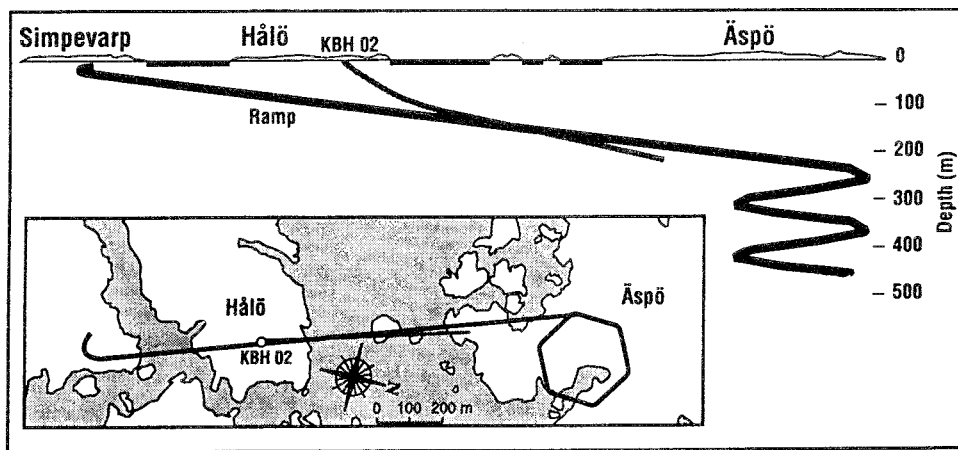 Simpevarp Hålö KBH 02 Äspö
0
– 100
– 200
– 300
– 400
– 500
Depth (m)
Ramp
Hålö
KBH 02
Äspö
N
0 100 200 m